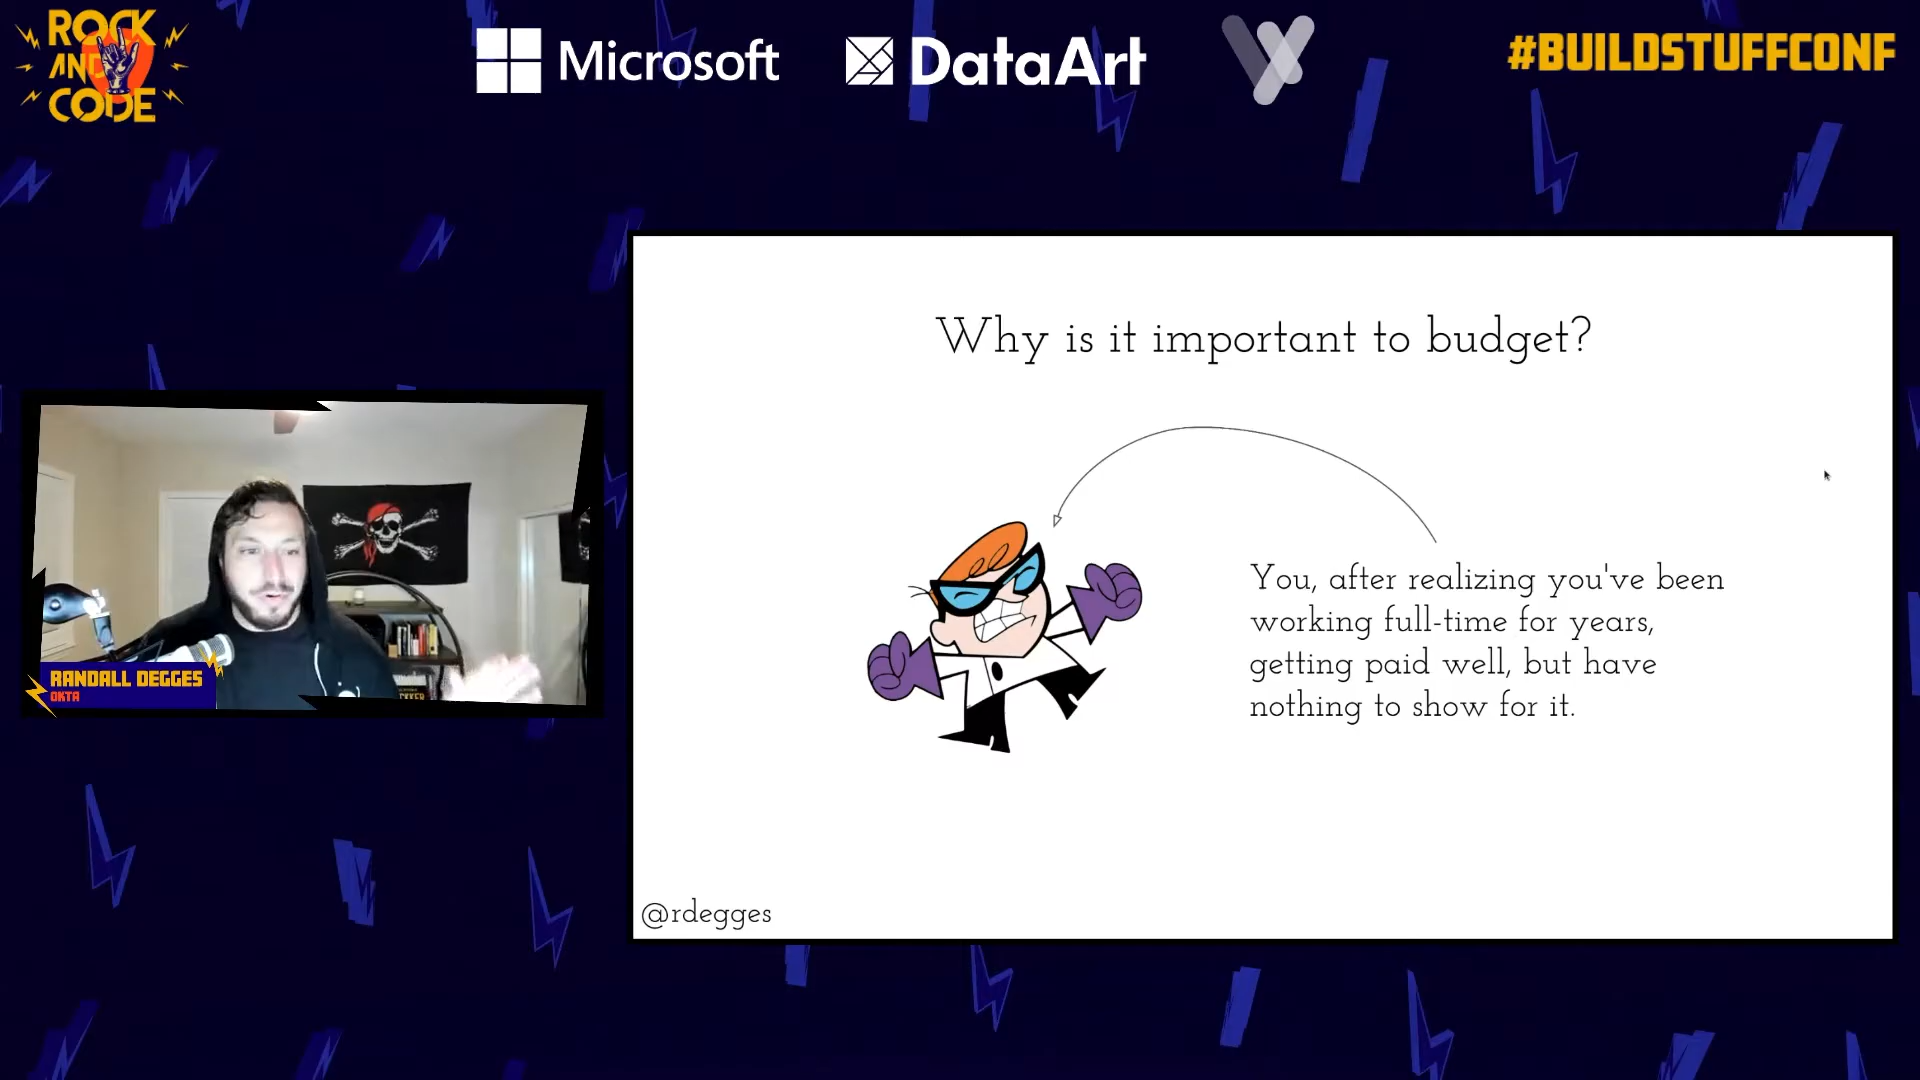 ROCK
AND
CODE
Microsoft
DataArt
#BUILDSTUFFCONF
Why is it important to budget?
You, after realizing you've been
working full-time for years,
getting paid well, but have
nothing to show for it.
RANDALL DEGGES
OKTA
@rdegges